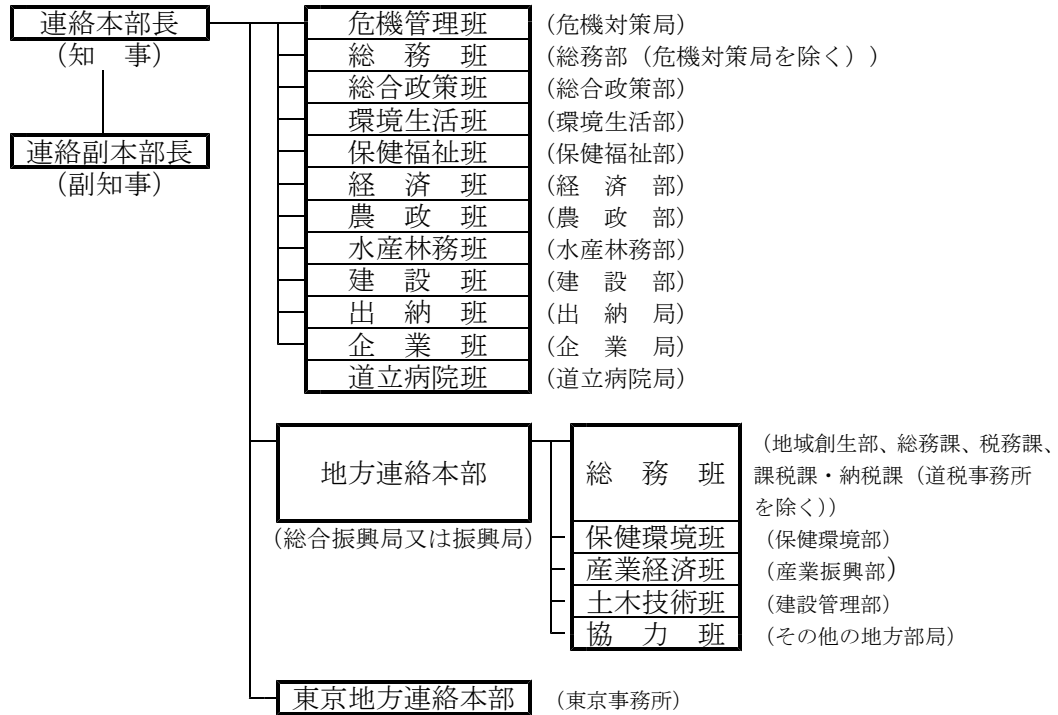 連絡本部長 危機管理班 (危機対策局)
(知　事) 総　務　班 (総務部（危機対策局を除く）)
総合政策班 (総合政策部)
環境生活班 (環境生活部)
連絡副本部長 保健福祉班 (保健福祉部)
(副知事) 経　済　班 (経　済　部)
農　政　班 (農　政　部)
水産林務班 (水産林務部)
建　設　班 (建　設　部)
出　納　班 (出　納　局)
企　業　班 (企　業　局)
道立病院班 (道立病院局)
地方連絡本部
(総合振興局又は振興局)
総　務　班
（地域創生部、総務課、税務課、
課税課・納税課（道税事務所
を除く））
保健環境班 （保健環境部）
産業経済班 （産業振興部)
土木技術班 （建設管理部）
協　力　班 （その他の地方部局）
東京地方連絡本部 （東京事務所）